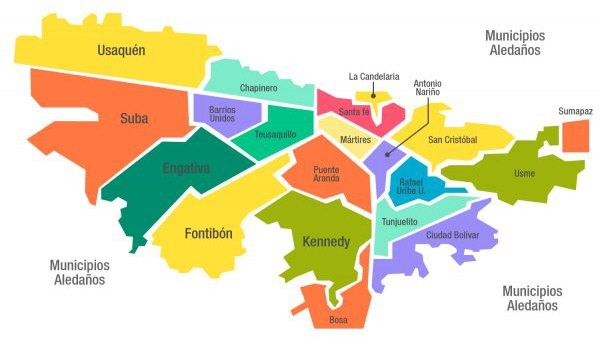 Usaquén
Municipios
Aledaños
La Candelaria
Antonio
Nariño
Chapinero
Santa fé
Sumapaz
Barrios
Unidos
Suba
Teusaquillo
Mártires
San Cristóbal
Engativa
Puente
Aranda
Rafael
Uribe U.
Usme
Tunjuelito
Fontibón
Kennedy
Ciudad Bolívar
Municipios
Aledaños
Municipios
Aledaños
Bosa